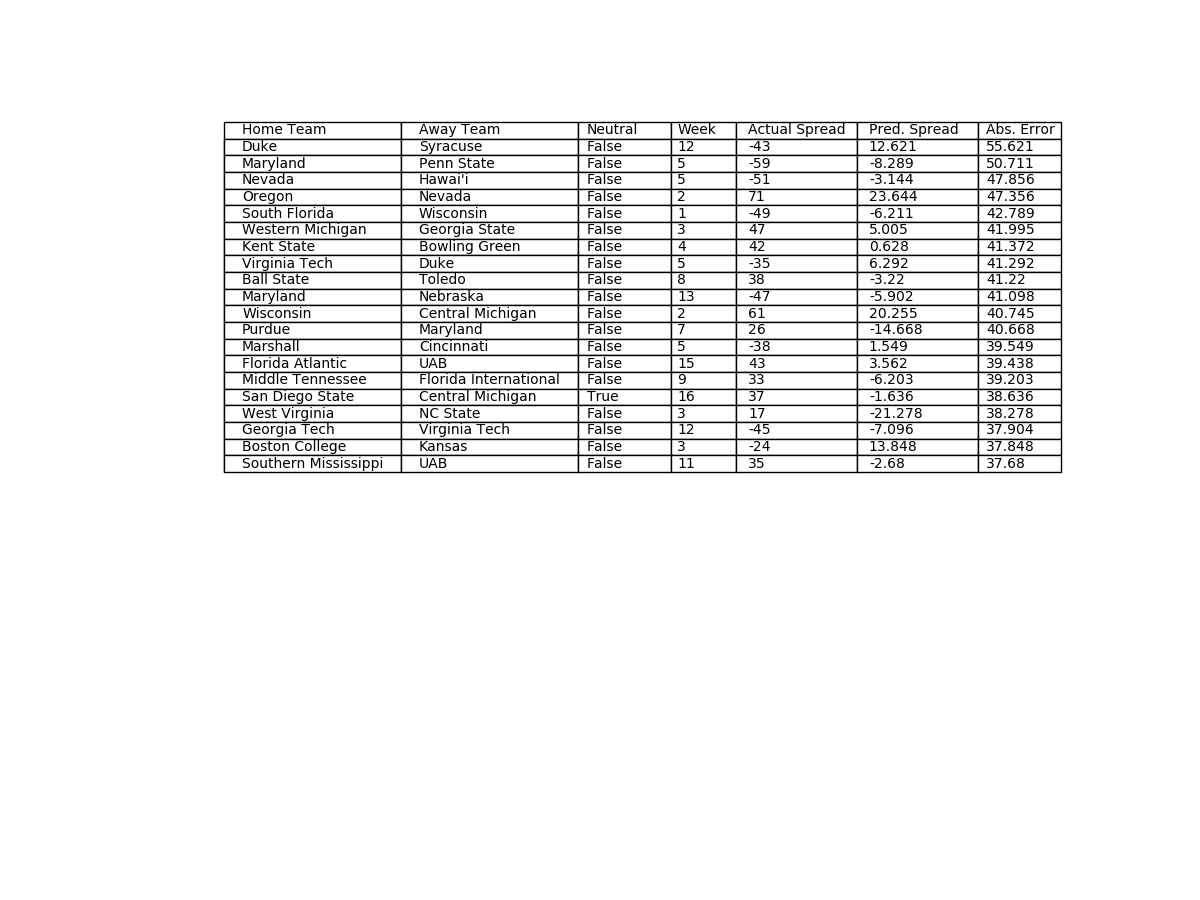 Home Team Away Team Neutral Week Actual Spread Pred. Spread Abs. Error
Duke Syracuse False 12 -43 12.621 55.621
Maryland Penn State False 5 -59 -8.289 50.711
Nevada Hawai'i False 5 -51 -3.144 47.856
Oregon Nevada False 2 71 23.644 47.356
South Florida Wisconsin False 1 -49 -6.211 42.789
Western Michigan Georgia State False 3 47 5.005 41.995
Kent State Bowling Green False 4 42 0.628 41.372
Virginia Tech Duke False 5 -35 6.292 41.292
Ball State Toledo False 8 38 -3.22 41.22
Maryland Nebraska False 13 -47 -5.902 41.098
Wisconsin Central Michigan False 2 61 20.255 40.745
Purdue Maryland False 7 26 -14.668 40.668
Marshall Cincinnati False 5 -38 1.549 39.549
Florida Atlantic UAB False 15 43 3.562 39.438
Middle Tennessee Florida International False 9 33 -6.203 39.203
San Diego State Central Michigan True 16 37 -1.636 38.636
West Virginia NC State False 3 17 -21.278 38.278
Georgia Tech Virginia Tech False 12 -45 -7.096 37.904
Boston College Kansas False 3 -24 13.848 37.848
Southern Mississippi UAB False 11 35 -2.68 37.68